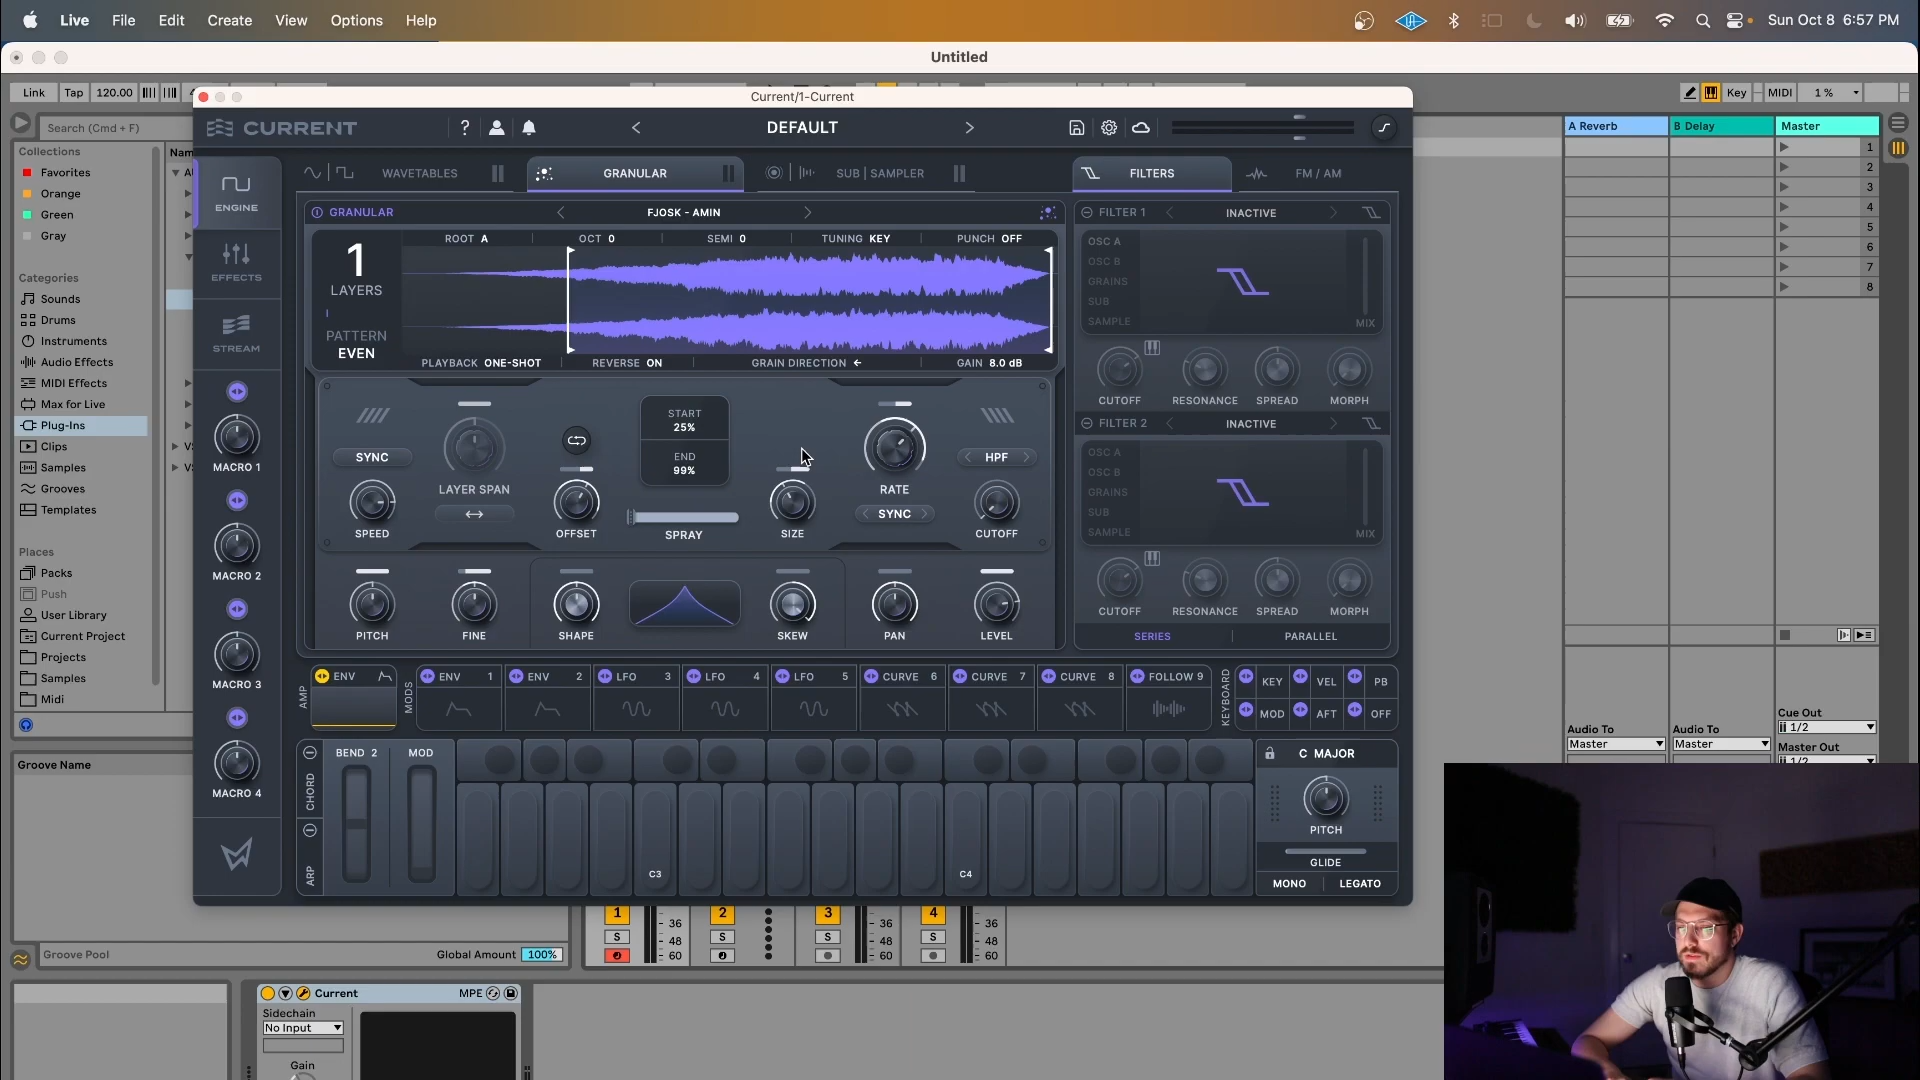 Live File Edit Create View Options Help Sun Oct 8 6:57 PM
Untitled
Link Tap 120.00 Key MIDI 1 %
Current/1-Current
CURRENT ? DEFAULT
Search (Cmd + F)
Collections
Favorites
Orange
Green
Gray
Categories
Sounds
Drums
Instruments
Audio Effects
MIDI Effects
Max for Live
Plug-Ins
Clips
Samples
Grooves
Templates
Places
Packs
Push
User Library
Current Project
Projects
Samples
Midi
ENGINE
EFFECTS
STREAM
MACRO 1
MACRO 2
MACRO 3
MACRO 4
WAVETABLES GRANULAR SUB | SAMPLER FILTERS FM / AM
GRANULAR FJOSK - AMIN
ROOT A OCT 0 SEMI 0 TUNING KEY PUNCH OFF
1
LAYERS
PATTERN
EVEN
PLAYBACK ONE-SHOT REVERSE ON GRAIN DIRECTION ← GAIN 8.0 dB
START
25%
END
99%
SYNC LAYER SPAN RATE HPF
SYNC
SPEED OFFSET SPRAY SIZE CUTOFF
PITCH FINE SHAPE SKEW PAN LEVEL
FILTER 1 INACTIVE
OSC A
OSC B
GRAINS
SUB
SAMPLE
MIX
CUTOFF RESONANCE SPREAD MORPH
FILTER 2 INACTIVE
OSC A
OSC B
GRAINS
SUB
SAMPLE
MIX
CUTOFF RESONANCE SPREAD MORPH
SERIES PARALLEL
AMP ENV MODS ENV 1 ENV 2 LFO 3 LFO 4 LFO 5 CURVE 6 CURVE 7 CURVE 8 FOLLOW 9
KEYBOARD KEY VEL PB
MOD AFT OFF
CHORD
ARP
BEND 2 MOD
C3 C4
C MAJOR
PITCH
GLIDE
MONO LEGATO
A Reverb B Delay Master
1
2
3
4
5
6
7
8
Cue Out
1/2
Audio To Audio To Master Out
Master Master 1/2
Groove Name
Groove Pool Global Amount 100%
1 2 3 4
36 36 36
S 48 S S 48 S 48
60 60 60
Current MPE
Sidechain
No Input
Gain